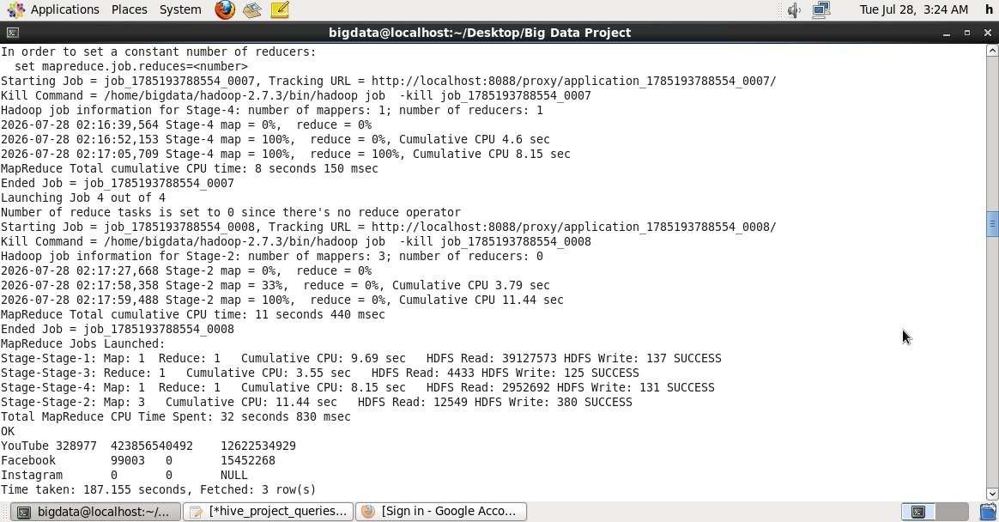 Applications Places System
Tue Jul 28, 3:24 AM h
bigdata@localhost:~/Desktop/Big Data Project
In order to set a constant number of reducers:
  set mapreduce.job.reduces=<number>
Starting Job = job_1785193788554_0007, Tracking URL = http://localhost:8088/proxy/application_1785193788554_0007/
Kill Command = /home/bigdata/hadoop-2.7.3/bin/hadoop job  -kill job_1785193788554_0007
Hadoop job information for Stage-4: number of mappers: 1; number of reducers: 1
2026-07-28 02:16:39,564 Stage-4 map = 0%,  reduce = 0%
2026-07-28 02:16:52,153 Stage-4 map = 100%,  reduce = 0%, Cumulative CPU 4.6 sec
2026-07-28 02:17:05,709 Stage-4 map = 100%,  reduce = 100%, Cumulative CPU 8.15 sec
MapReduce Total cumulative CPU time: 8 seconds 150 msec
Ended Job = job_1785193788554_0007
Launching Job 4 out of 4
Number of reduce tasks is set to 0 since there's no reduce operator
Starting Job = job_1785193788554_0008, Tracking URL = http://localhost:8088/proxy/application_1785193788554_0008/
Kill Command = /home/bigdata/hadoop-2.7.3/bin/hadoop job  -kill job_1785193788554_0008
Hadoop job information for Stage-2: number of mappers: 3; number of reducers: 0
2026-07-28 02:17:27,668 Stage-2 map = 0%,  reduce = 0%
2026-07-28 02:17:58,358 Stage-2 map = 33%,  reduce = 0%, Cumulative CPU 3.79 sec
2026-07-28 02:17:59,488 Stage-2 map = 100%,  reduce = 0%, Cumulative CPU 11.44 sec
MapReduce Total cumulative CPU time: 11 seconds 440 msec
Ended Job = job_1785193788554_0008
MapReduce Jobs Launched:
Stage-Stage-1: Map: 1  Reduce: 1   Cumulative CPU: 9.69 sec   HDFS Read: 39127573 HDFS Write: 137 SUCCESS
Stage-Stage-3: Reduce: 1   Cumulative CPU: 3.55 sec   HDFS Read: 4433 HDFS Write: 125 SUCCESS
Stage-Stage-4: Map: 1  Reduce: 1   Cumulative CPU: 8.15 sec   HDFS Read: 2952692 HDFS Write: 131 SUCCESS
Stage-Stage-2: Map: 3   Cumulative CPU: 11.44 sec   HDFS Read: 12549 HDFS Write: 380 SUCCESS
Total MapReduce CPU Time Spent: 32 seconds 830 msec
OK
YouTube 328977  423856540492    12622534929
Facebook        99003   0       15452268
Instagram       0       0       NULL
Time taken: 187.155 seconds, Fetched: 3 row(s)
bigdata@localhost:~/... [*hive_project_queries... [Sign in - Google Acco...